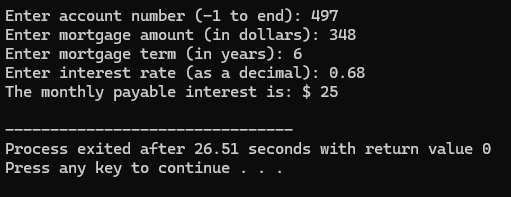 Enter account number (-1 to end): 497
Enter mortgage amount (in dollars): 348
Enter mortgage term (in years): 6
Enter interest rate (as a decimal): 0.68
The monthly payable interest is: $ 25
--------------------------------
Process exited after 26.51 seconds with return value 0
Press any key to continue . . .